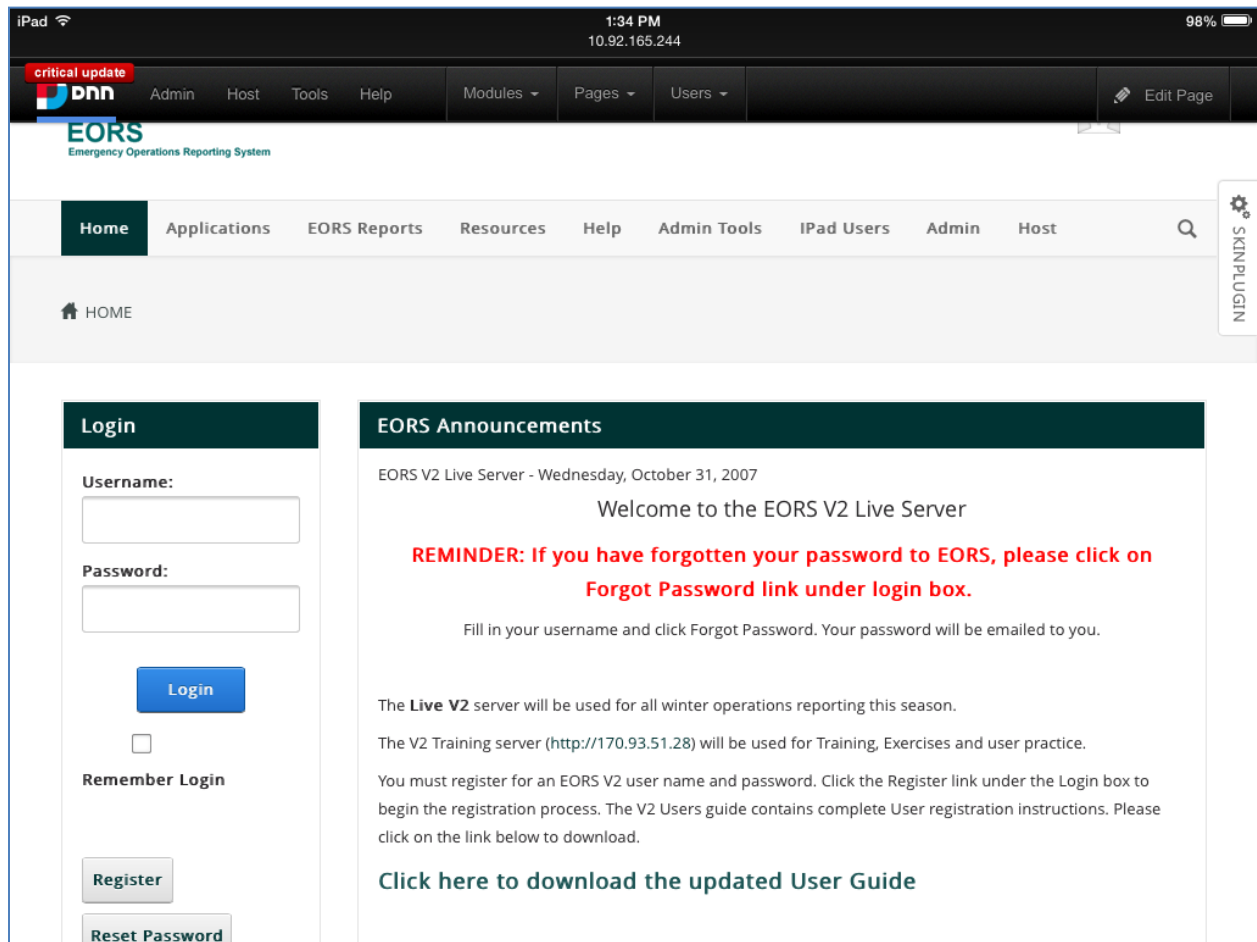 iPad 1:34 PM 98%
10.92.165.244
critical update
DNN Admin Host Tools Help Modules Pages Users Edit Page
EORS
Emergency Operations Reporting System
Home Applications EORS Reports Resources Help Admin Tools IPad Users Admin Host
SKINPLUGIN
HOME
Login
Username:
Password:
Login
Remember Login
Register
Reset Password
EORS Announcements
EORS V2 Live Server - Wednesday, October 31, 2007
Welcome to the EORS V2 Live Server
REMINDER: If you have forgotten your password to EORS, please click on
Forgot Password link under login box.
Fill in your username and click Forgot Password. Your password will be emailed to you.
The Live V2 server will be used for all winter operations reporting this season.
The V2 Training server (http://170.93.51.28) will be used for Training, Exercises and user practice.
You must register for an EORS V2 user name and password. Click the Register link under the Login box to
begin the registration process. The V2 Users guide contains complete User registration instructions. Please
click on the link below to download.
Click here to download the updated User Guide